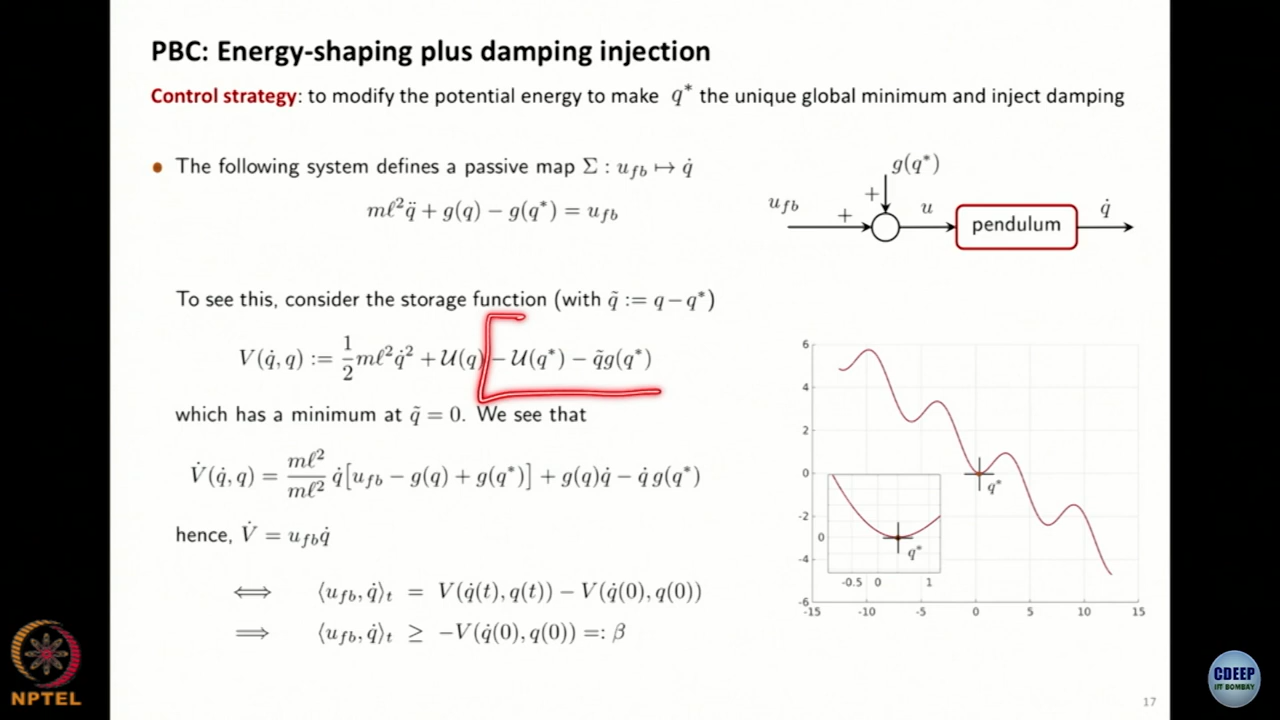 PBC: Energy-shaping plus damping injection
Control strategy: to modify the potential energy to make q* the unique global minimum and inject damping
• The following system defines a passive map Σ : u_fb ↦ q̇
mℓ²q̈ + g(q) − g(q*) = u_fb
g(q*)
u_fb + + u pendulum q̇
To see this, consider the storage function (with q̃ := q − q*)
V(q̇, q) := 1/2 mℓ²q̇² + U(q) − U(q*) − q̃g(q*)
which has a minimum at q̃ = 0. We see that
V̇(q̇, q) = mℓ²/mℓ² q̇[u_fb − g(q) + g(q*)] + g(q)q̇ − q̇ g(q*)
hence, V̇ = u_fb q̇
⟺ ⟨u_fb, q̇⟩_t = V(q̇(t), q(t)) − V(q̇(0), q(0))
⟹ ⟨u_fb, q̇⟩_t ≥ −V(q̇(0), q(0)) =: β
6
4
2
0
-2
-4
-6
-15 -10 -5 0 5 10 15
q*
0
q*
-0.5 0 1
NPTEL
CDEEP
IIT BOMBAY
17